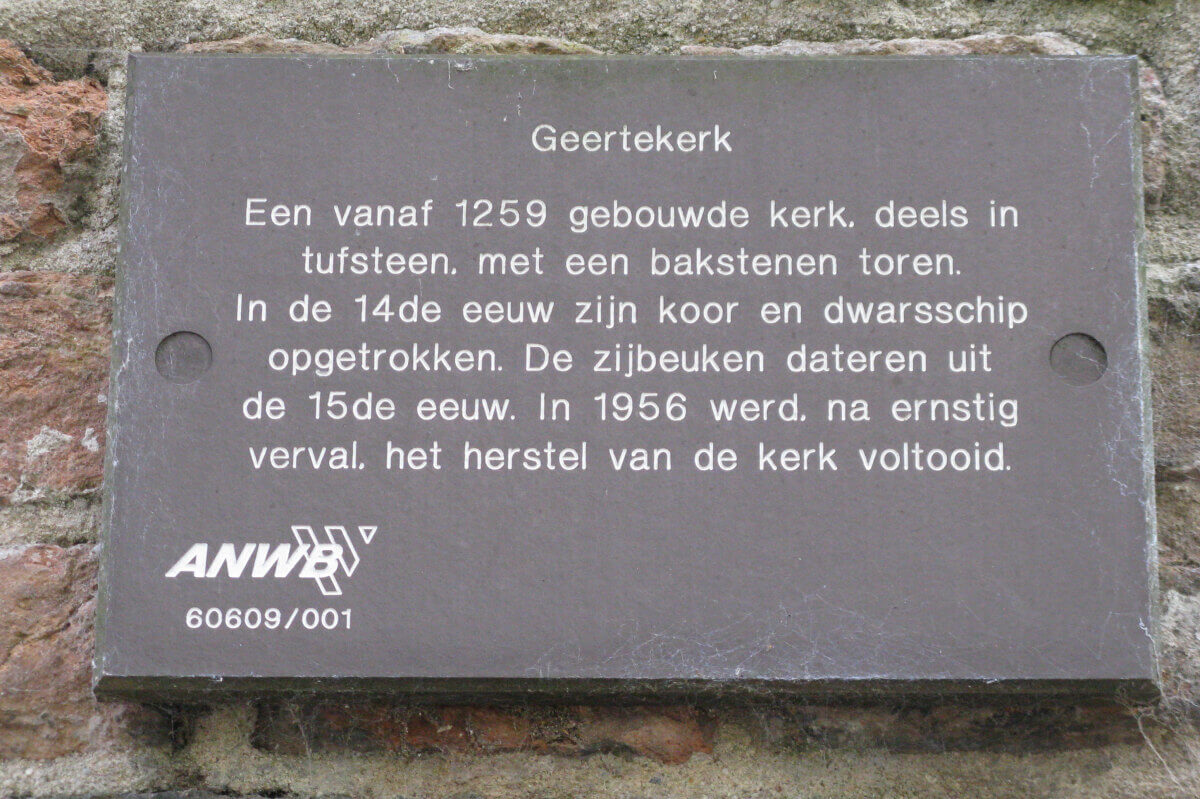 Geertekerk
Een vanaf 1259 gebouwde kerk, deels in
tufsteen, met een bakstenen toren.
In de 14de eeuw zijn koor en dwarsschip
opgetrokken. De zijbeuken dateren uit
de 15de eeuw. In 1956 werd, na ernstig
verval, het herstel van de kerk voltooid.
ANWB
60609/001